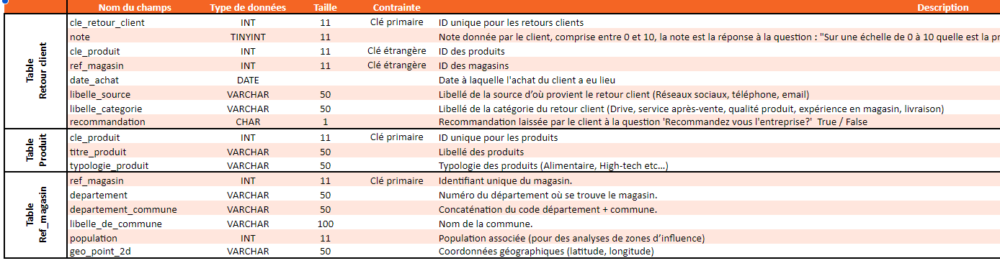 Nom du champs Type de données Taille Contrainte Description
Table Retour client
cle_retour_client INT 11 Clé primaire ID unique pour les retours clients
note TINYINT 11 Note donnée par le client, comprise entre 0 et 10, la note est la réponse à la question : "Sur une échelle de 0 à 10 quelle est la pr
cle_produit INT 11 Clé étrangère ID des produits
ref_magasin INT 11 Clé étrangère ID des magasins
date_achat DATE Date à laquelle l'achat du client a eu lieu
libelle_source VARCHAR 50 Libellé de la source d’où provient le retour client (Réseaux sociaux, téléphone, email)
libelle_categorie VARCHAR 50 Libellé de la catégorie du retour client (Drive, service après-vente, qualité produit, expérience en magasin, livraison)
recommandation CHAR 1 Recommandation laissée par le client à la question 'Recommandez vous l'entreprise?' True / False
Table Produit
cle_produit INT 11 Clé primaire ID unique pour les produits
titre_produit VARCHAR 50 Libellé des produits
typologie_produit VARCHAR 50 Typologie des produits (Alimentaire, High-tech etc…)
Table Ref_magasin
ref_magasin INT 11 Clé primaire Identifiant unique du magasin.
departement VARCHAR 50 Numéro du département où se trouve le magasin.
departement_commune VARCHAR 50 Concaténation du code département + commune.
libelle_de_commune VARCHAR 100 Nom de la commune.
population INT 11 Population associée (pour des analyses de zones d’influence)
geo_point_2d VARCHAR 50 Coordonnées géographiques (latitude, longitude)